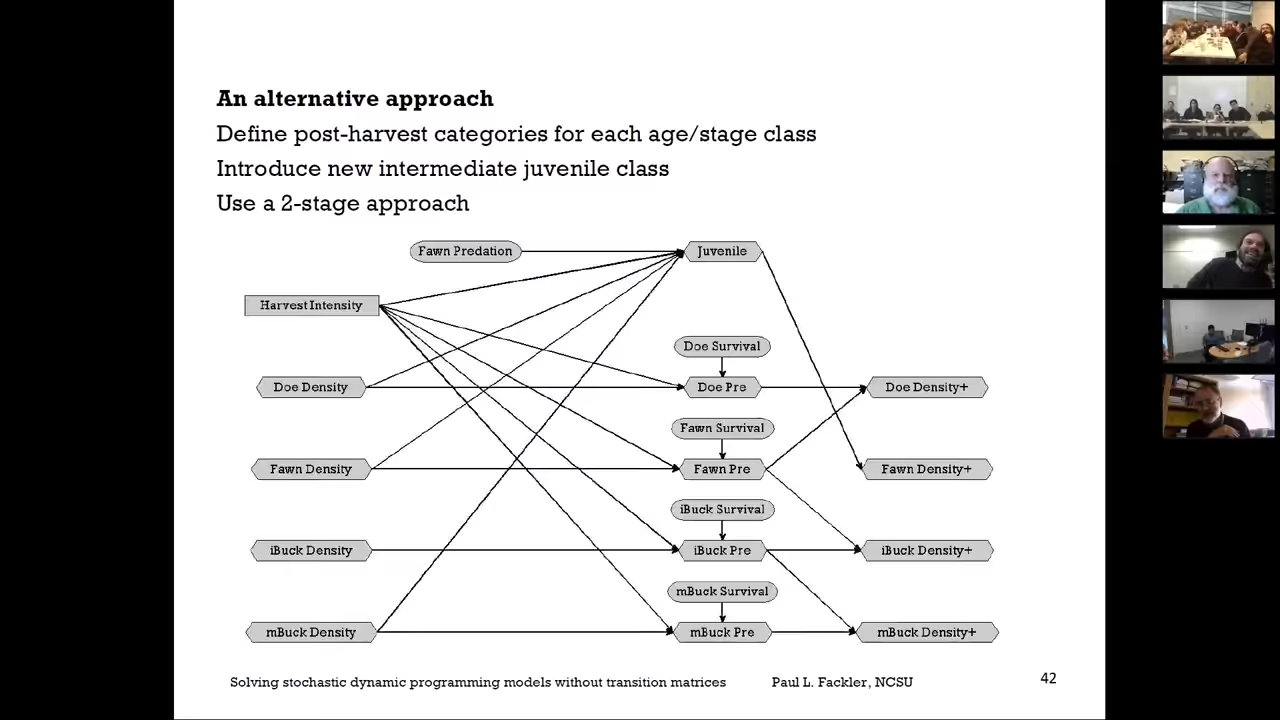 An alternative approach
Define post-harvest categories for each age/stage class
Introduce new intermediate juvenile class
Use a 2-stage approach
Fawn Predation
Juvenile
Harvest Intensity
Doe Survival
Doe Density
Doe Pre
Doe Density+
Fawn Survival
Fawn Density
Fawn Pre
Fawn Density+
iBuck Survival
iBuck Density
iBuck Pre
iBuck Density+
mBuck Survival
mBuck Density
mBuck Pre
mBuck Density+
Solving stochastic dynamic programming models without transition matrices
Paul L. Fackler, NCSU
42